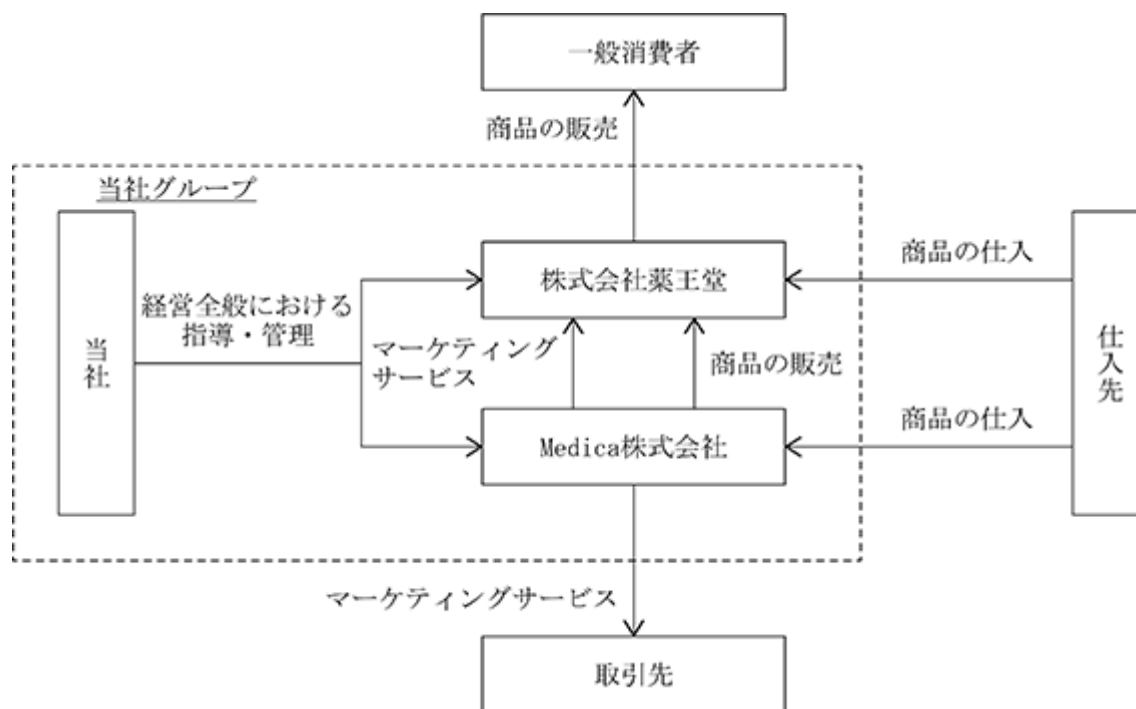 一般消費者
商品の販売
当社グループ
商品の仕入
株式会社薬王堂
経営全般における
指導・管理
マーケティング
サービス
商品の販売
当社
仕入先
商品の仕入
Medica株式会社
マーケティングサービス
取引先